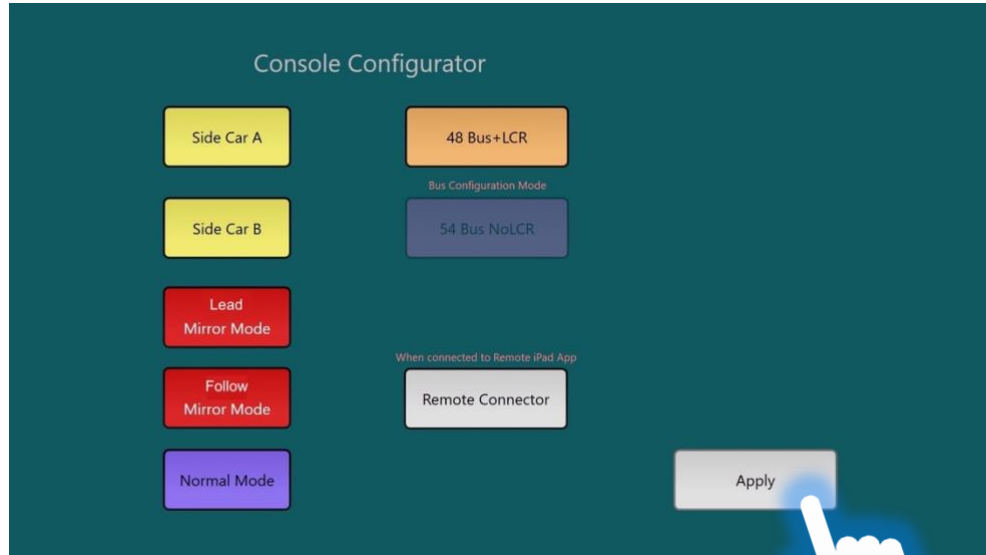 Console Configurator
Side Car A
48 Bus+LCR
Bus Configuration Mode
Side Car B
54 Bus NoLCR
Lead
Mirror Mode
When connected to Remote iPad App
Follow
Mirror Mode
Remote Connector
Normal Mode
Apply